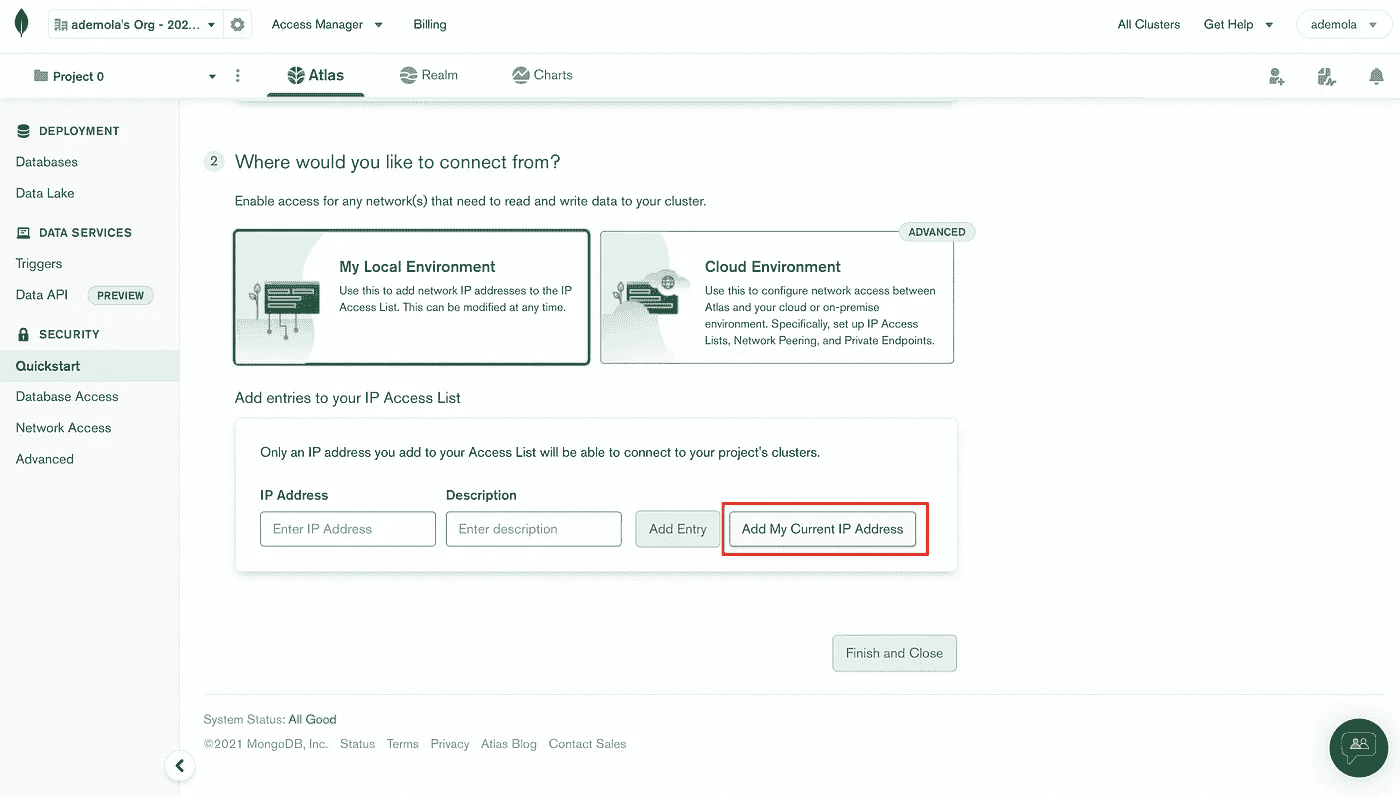 ademola's Org - 202...
Access Manager
Billing
All Clusters
Get Help
ademola
Project 0
Atlas
Realm
Charts
DEPLOYMENT
Databases
Data Lake
DATA SERVICES
Triggers
Data API PREVIEW
SECURITY
Quickstart
Database Access
Network Access
Advanced
2 Where would you like to connect from?
Enable access for any network(s) that need to read and write data to your cluster.
My Local Environment
Use this to add network IP addresses to the IP
Access List. This can be modified at any time.
ADVANCED
Cloud Environment
Use this to configure network access between
Atlas and your cloud or on-premise
environment. Specifically, set up IP Access
Lists, Network Peering, and Private Endpoints.
Add entries to your IP Access List
Only an IP address you add to your Access List will be able to connect to your project's clusters.
IP Address
Description
Enter IP Address
Enter description
Add Entry
Add My Current IP Address
Finish and Close
System Status: All Good
©2021 MongoDB, Inc. Status Terms Privacy Atlas Blog Contact Sales